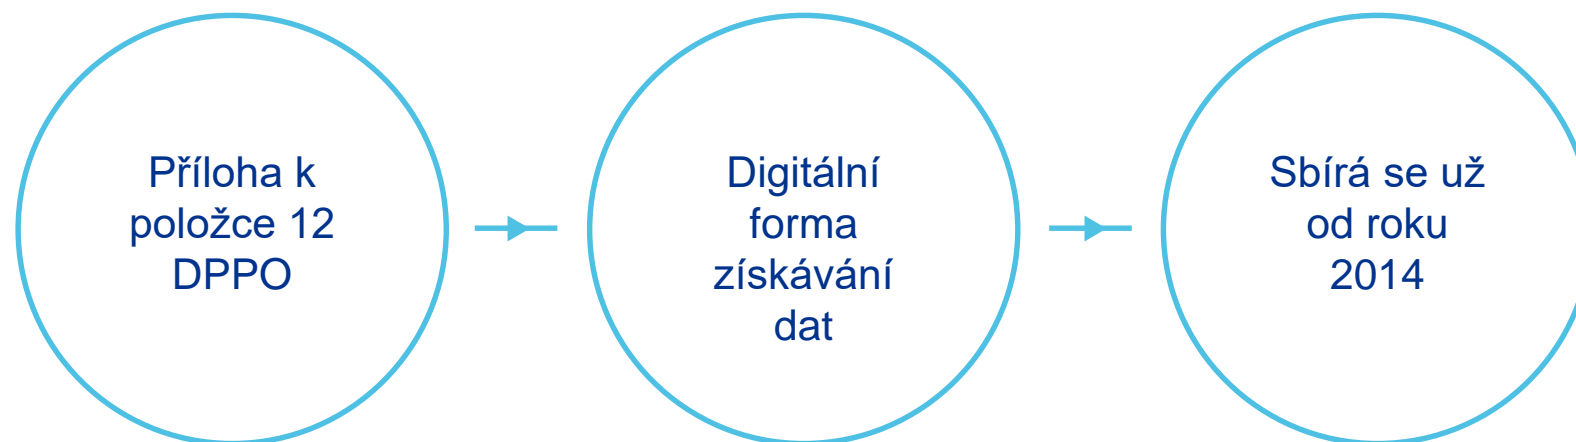 Příloha k
položce 12
DPPO
Digitální
forma
získávání
dat
Sbírá se už
od roku
2014